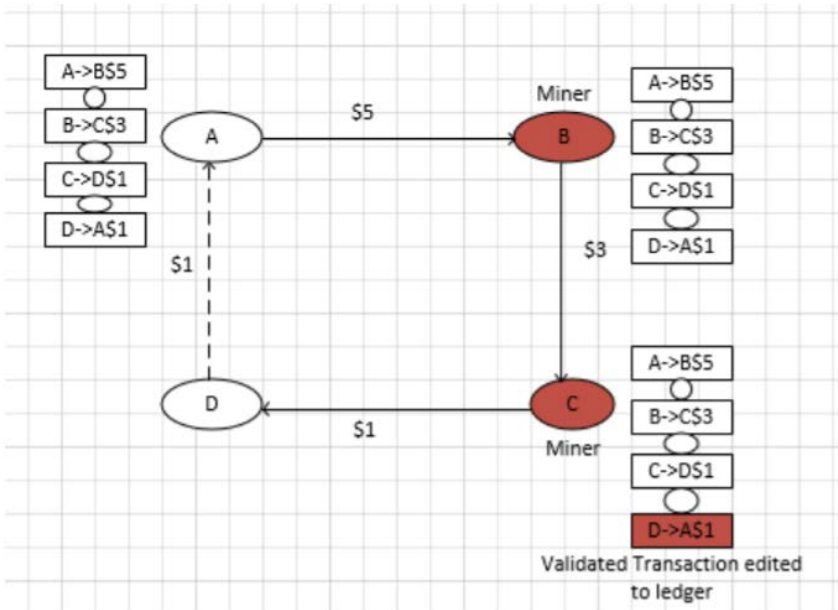 A->B$5
B->C$3
C->D$1
D->A$1
A
$5
Miner
B
A->B$5
B->C$3
C->D$1
D->A$1
$1
$3
D
$1
C
Miner
A->B$5
B->C$3
C->D$1
D->A$1
Validated Transaction edited
to ledger